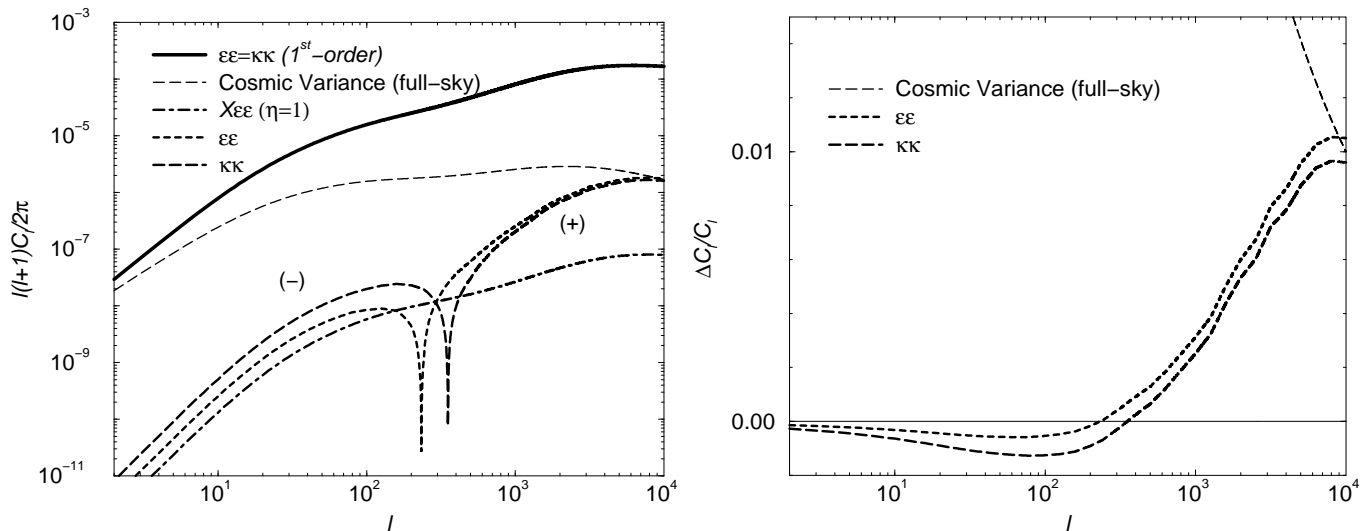 10⁻³
10⁻⁵
10⁻⁷
10⁻⁹
10⁻¹¹
l(l+1)Cₗ/2π
εε=κκ (1ˢᵗ−order)
Cosmic Variance (full−sky)
Xεε (η=1)
εε
κκ
(−)
(+)
10¹
10²
10³
10⁴
l
0.01
0.00
ΔCₗ/Cₗ
Cosmic Variance (full−sky)
εε
κκ
10¹
10²
10³
10⁴
l